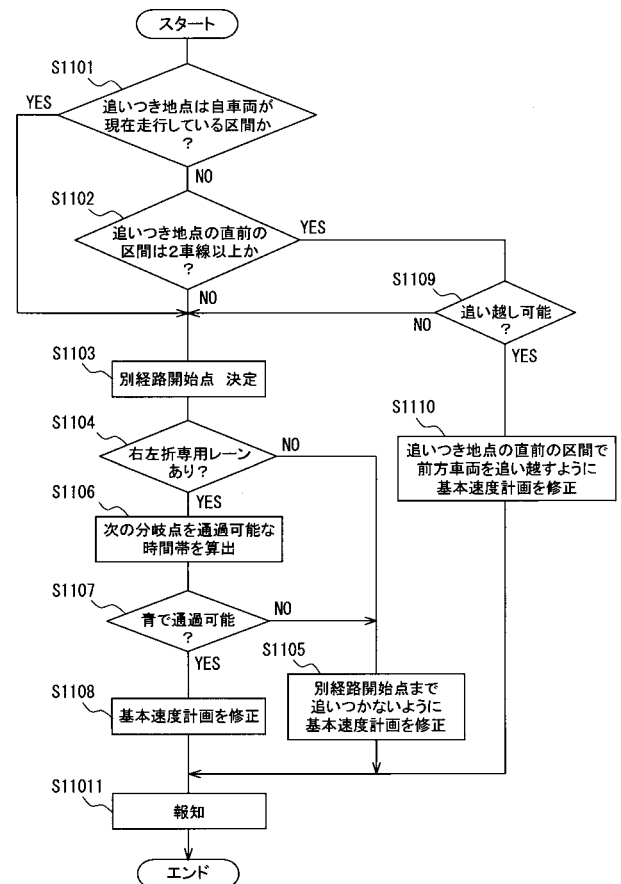 スタート
S1101
YES
追いつき地点は自車両が
現在走行している区間か
?
NO
S1102
追いつき地点の直前の
区間は2車線以上か
?
YES
NO
S1109
追い越し可能
?
NO
YES
S1103
別経路開始点 決定
S1104
右左折専用レーン
あり?
NO
YES
S1110
追いつき地点の直前の区間で
前方車両を追い越すように
基本速度計画を修正
S1106
次の分岐点を通過可能な
時間帯を算出
S1107
青で通過可能
?
NO
YES
S1105
別経路開始点まで
追いつかないように
基本速度計画を修正
S1108
基本速度計画を修正
S11011
報知
エンド